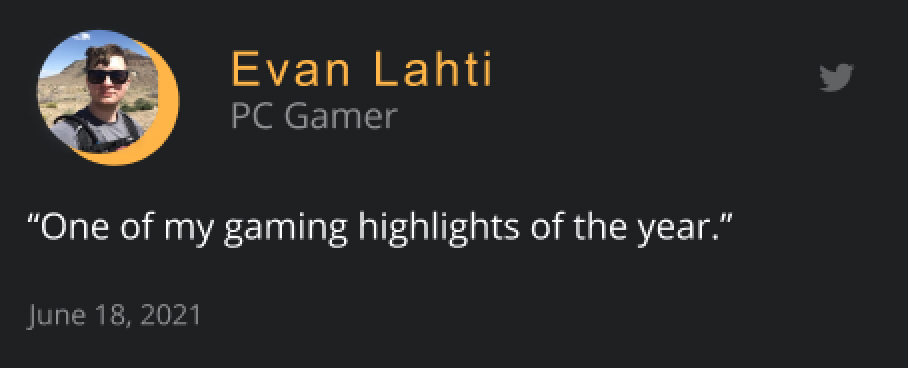 Evan Lahti
PC Gamer
“One of my gaming highlights of the year.”
June 18, 2021